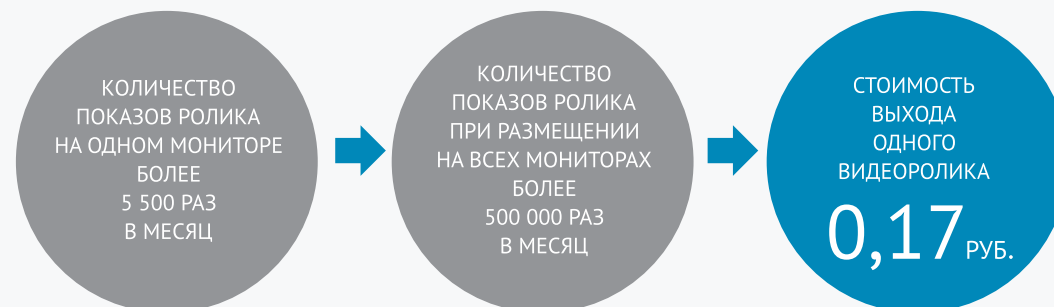 КОЛИЧЕСТВО
ПОКАЗОВ РОЛИКА
НА ОДНОМ МОНИТОРЕ
БОЛЕЕ
5 500 РАЗ
В МЕСЯЦ
КОЛИЧЕСТВО
ПОКАЗОВ РОЛИКА
ПРИ РАЗМЕЩЕНИИ
НА ВСЕХ МОНИТОРАХ
БОЛЕЕ
500 000 РАЗ
В МЕСЯЦ
СТОИМОСТЬ
ВЫХОДА
ОДНОГО
ВИДЕОРОЛИКА
0,17 РУБ.